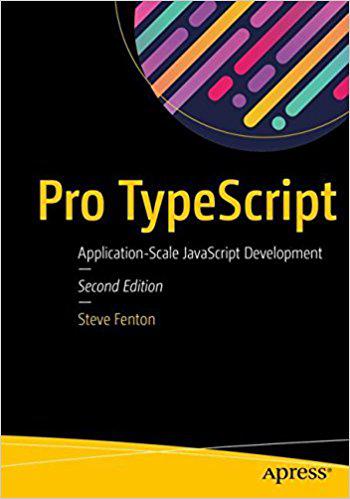 Pro TypeScript
Application-Scale JavaScript Development
—
Second Edition
—
Steve Fenton
Apress®